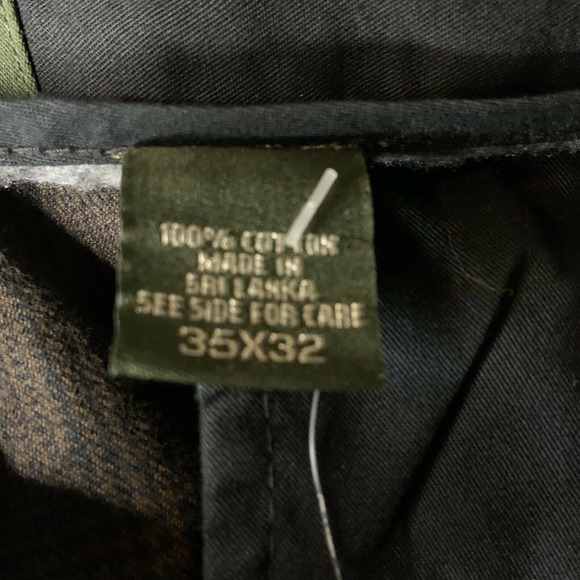 100% COTTON
MADE IN
SRI LANKA
SEE SIDE FOR CARE
35X32